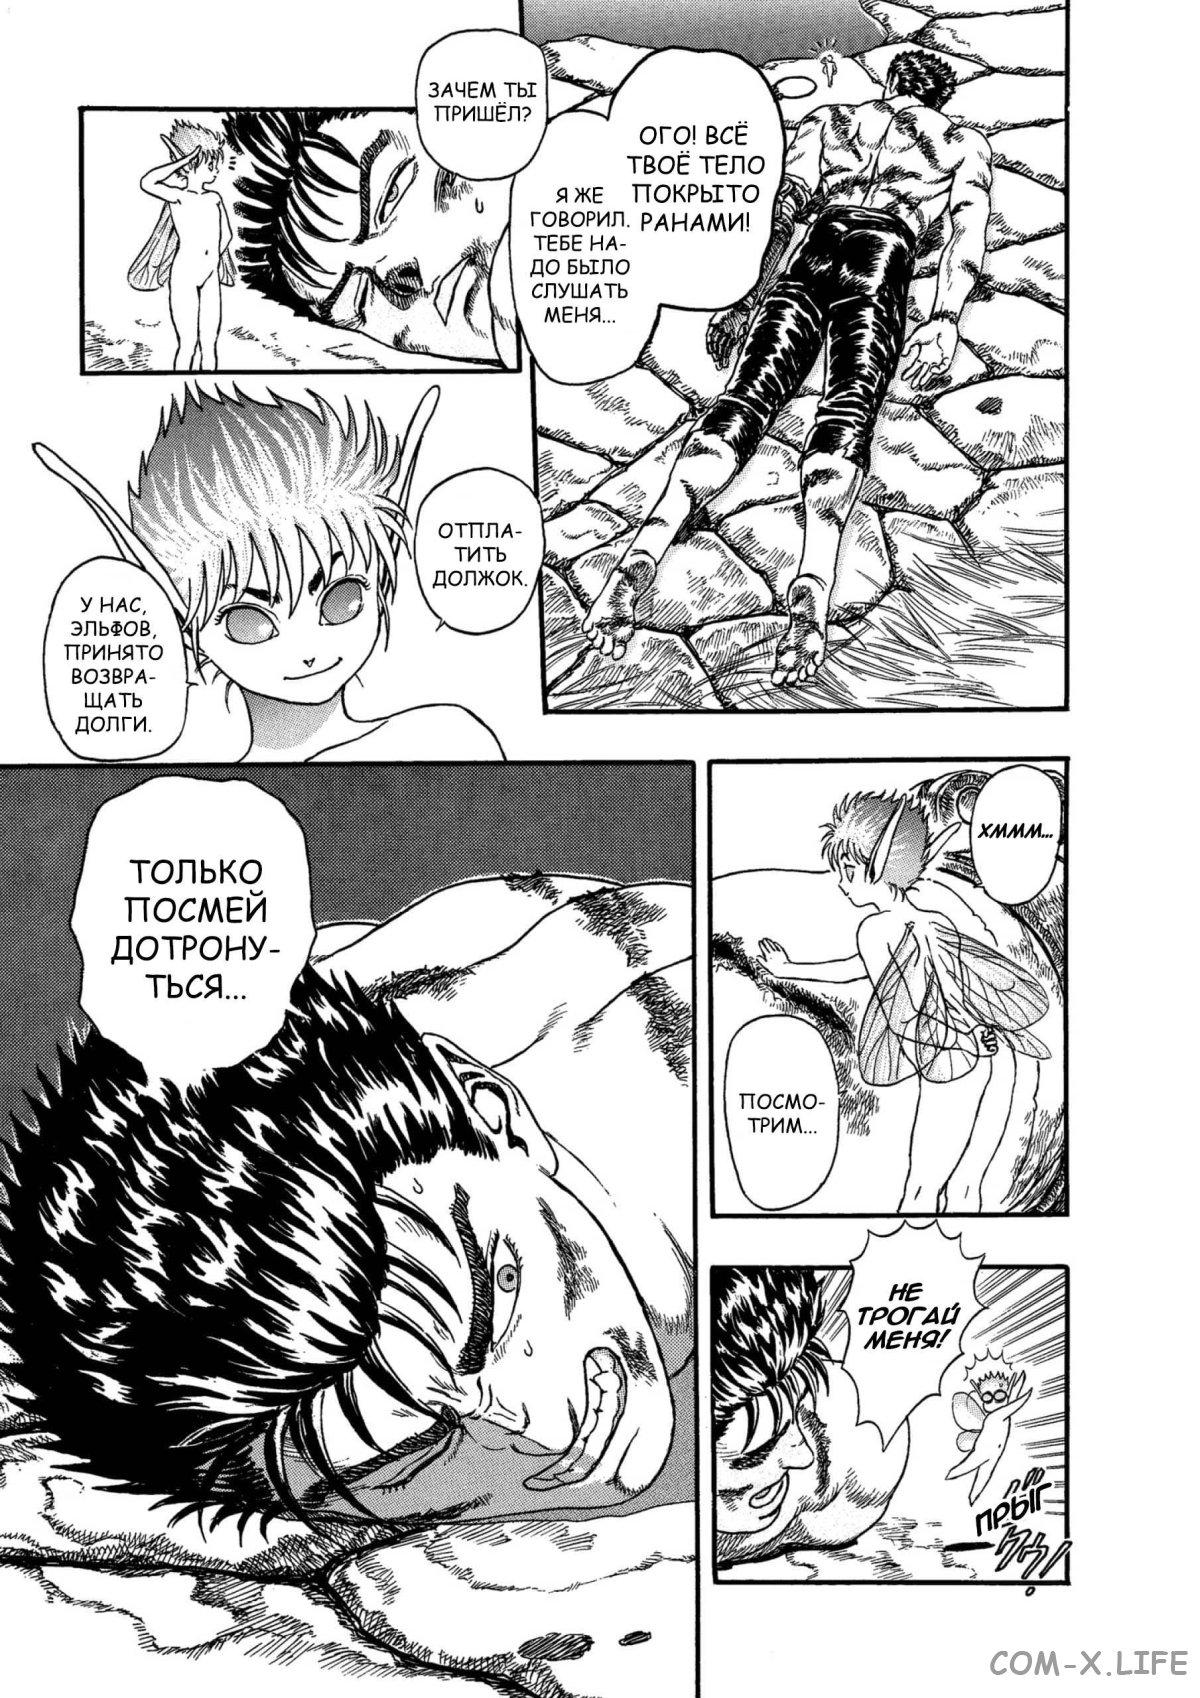 ОГО! ВСЁ
ТВОЁ ТЕЛО
ПОКРЫТО
РАНАМИ!
Я ЖЕ
ГОВОРИЛ.
ТЕБЕ НА-
ДО БЫЛО
СЛУШАТЬ
МЕНЯ...
ЗАЧЕМ ТЫ
ПРИШЁЛ?
ОТПЛА-
ТИТЬ
ДОЛЖОК.
У НАС,
ЭЛЬФОВ,
ПРИНЯТО
ВОЗВРА-
ЩАТЬ
ДОЛГИ.
ХМММ...
ПОСМО-
ТРИМ...
НЕ
ТРОГАЙ
МЕНЯ!
ПРЫГ
ТОЛЬКО
ПОСМЕЙ
ДОТРОНУ-
ТЬСЯ...
COM-X.LIFE